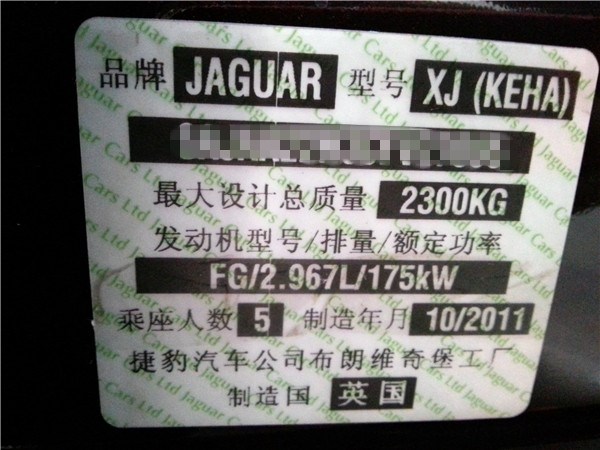 品牌 JAGUAR 型号 XJ (KEHA)
最大设计总质量 2300KG
发动机型号/排量/额定功率
FG/2.967L/175kW
乘座人数 5 制造年月 10/2011
捷豹汽车公司布朗维奇堡工厂
制造国 英国